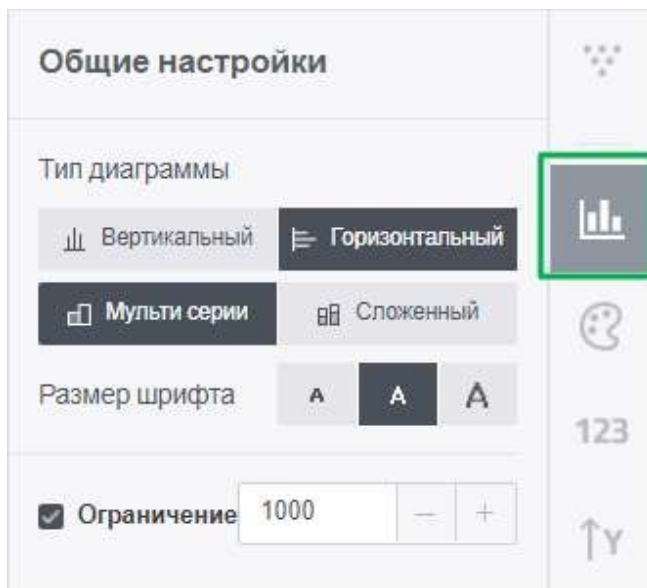 Общие настройки
Тип диаграммы
Вертикальный Горизонтальный
Мульти серии Сложенный
Размер шрифта A A A
123
Ограничение 1000 — +
Y